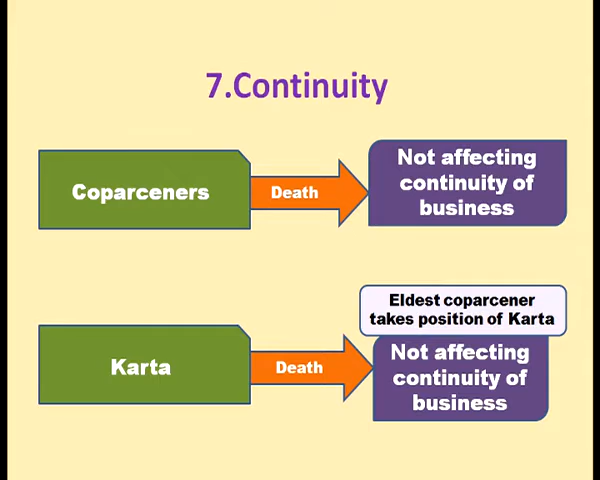 7.Continuity
Coparceners
Death
Not affecting
continuity of
business
Eldest coparcener
takes position of Karta
Karta
Death
Not affecting
continuity of
business